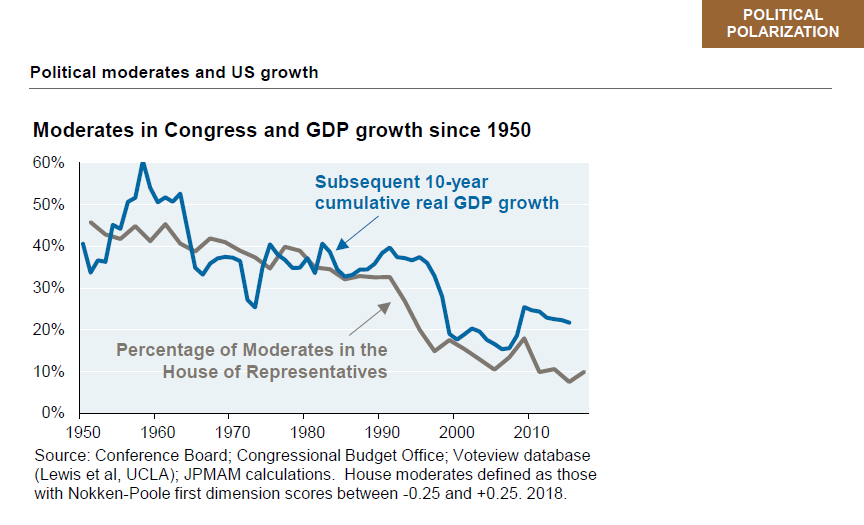 POLITICAL
POLARIZATION
Political moderates and US growth
Moderates in Congress and GDP growth since 1950
60%
50%
40%
30%
20%
10%
0%
Subsequent 10-year
cumulative real GDP growth
Percentage of Moderates in the
House of Representatives
1950 1960 1970 1980 1990 2000 2010
Source: Conference Board; Congressional Budget Office; Voteview database
(Lewis et al, UCLA); JPMAM calculations. House moderates defined as those
with Nokken-Poole first dimension scores between -0.25 and +0.25. 2018.